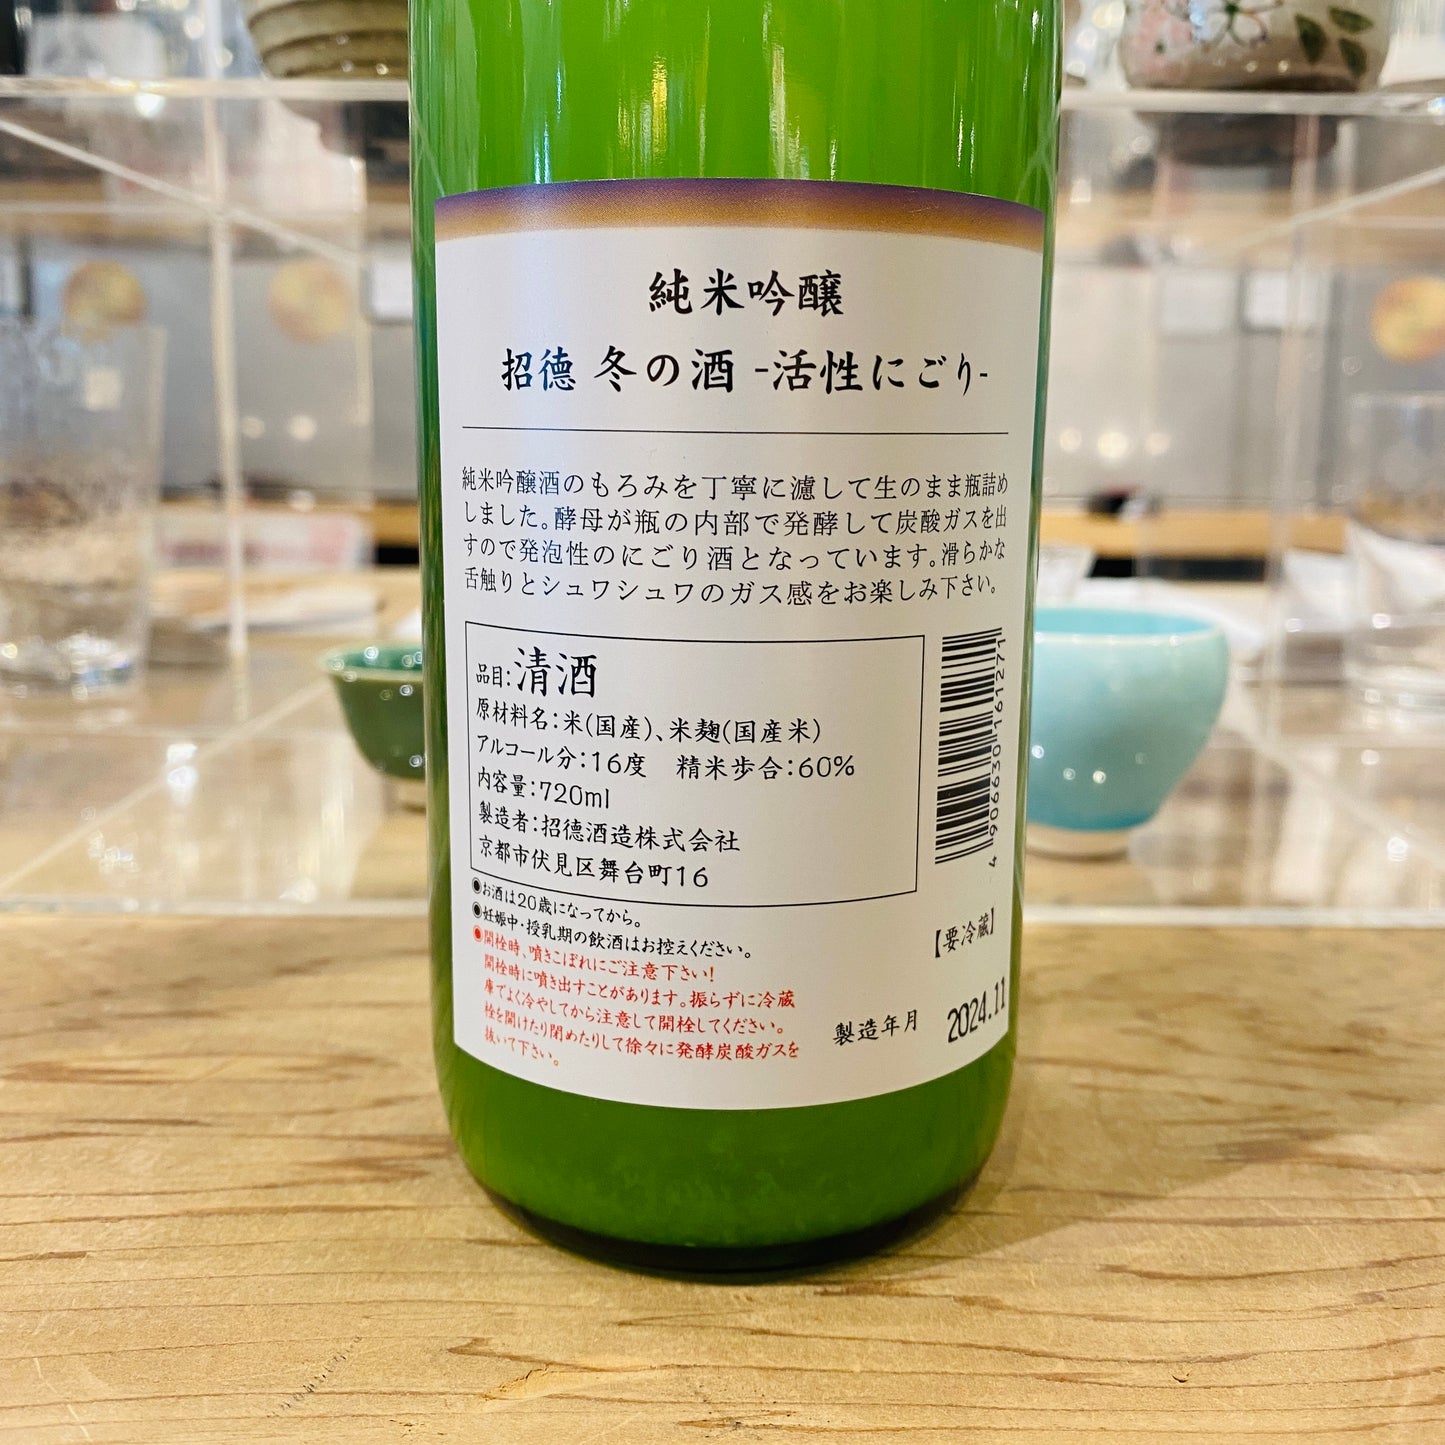 純米吟醸
招德 冬の酒 -活性にごり-
純米吟醸酒のもろみを丁寧に濾して生のまま瓶詰め
しました。酵母が瓶の内部で発酵して炭酸ガスを出
すので発泡性のにごり酒となっています。滑らかな
舌触りとシュワシュワのガス感をお楽しみ下さい。
品目:清酒
原材料名:米(国産)、米麹(国産米)
アルコール分:16度 精米歩合:60%
内容量:720ml
製造者:招德酒造株式会社
京都市伏見区舞台町16
4 906630 161271
●お酒は20歳になってから。
●妊娠中・授乳期の飲酒はお控えください。
●開栓時、噴きこぼれにご注意下さい!
開栓時に噴き出すことがあります。振らずに冷蔵
庫でよく冷やしてから注意して開栓してください。
栓を開けたり閉めたりして徐々に発酵炭酸ガスを
抜いて下さい。
【要冷蔵】
製造年月 2024.11